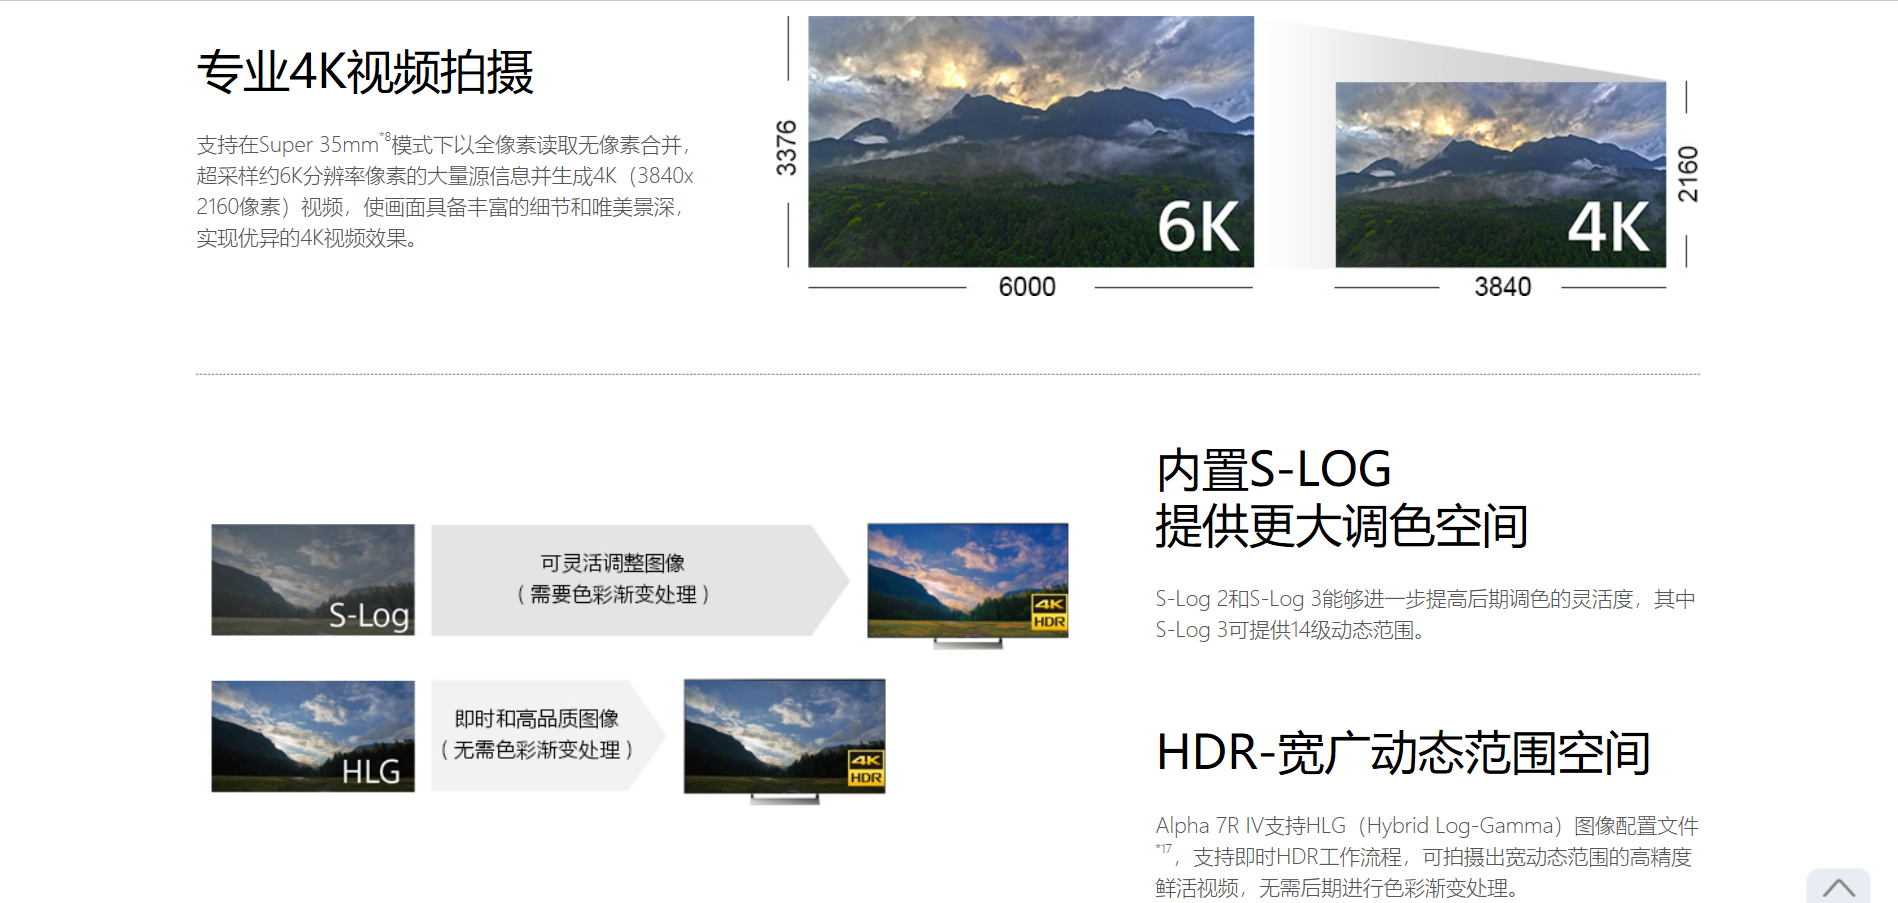 专业4K视频拍摄
支持在Super 35mm*8模式下以全像素读取无像素合并，
超采样约6K分辨率像素的大量源信息并生成4K（3840x
2160像素）视频，使画面具备丰富的细节和唯美景深，
实现优异的4K视频效果。
3376
6K
6000
4K
2160
3840
S-Log
可灵活调整图像
（需要色彩渐变处理）
4K
HDR
HLG
即时和高品质图像
（无需色彩渐变处理）
4K
HDR
内置S-LOG
提供更大调色空间
S-Log 2和S-Log 3能够进一步提高后期调色的灵活度，其中
S-Log 3可提供14级动态范围。
HDR-宽广动态范围空间
Alpha 7R IV支持HLG（Hybrid Log-Gamma）图像配置文件
*17，支持即时HDR工作流程，可拍摄出宽动态范围的高精度
鲜活视频，无需后期进行色彩渐变处理。